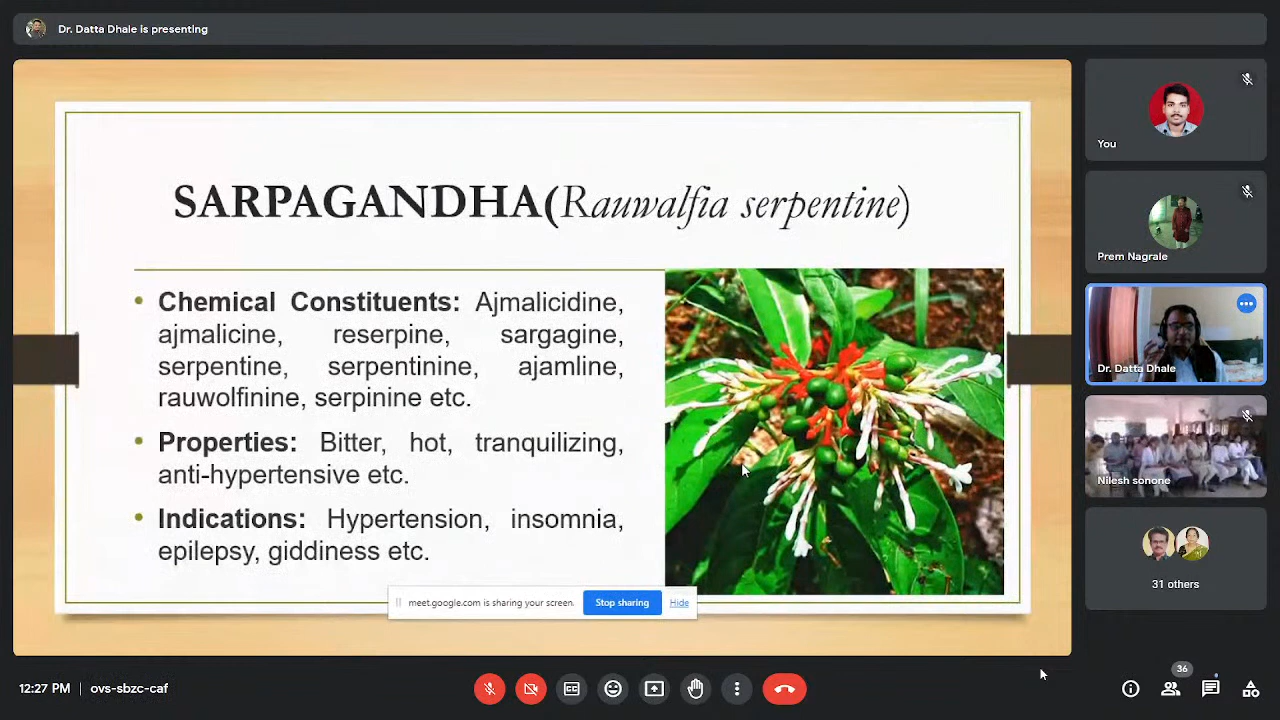 Dr. Datta Dhale is presenting
SARPAGANDHA(Rauwalfia serpentine)
• Chemical Constituents: Ajmalicidine,
ajmalicine, reserpine, sargagine,
serpentine, serpentinine, ajamline,
rauwolfinine, serpinine etc.
• Properties: Bitter, hot, tranquilizing,
anti-hypertensive etc.
• Indications: Hypertension, insomnia,
epilepsy, giddiness etc.
meet.google.com is sharing your screen. Stop sharing Hide
You
Prem Nagrale
Dr. Datta Dhale
Nilesh sonone
31 others
12:27 PM | ovs-sbzc-caf
36